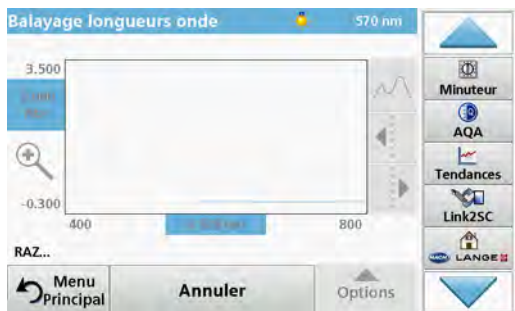 Balayage longueurs onde 570 nm
3.500
-0.300
400 800
RAZ...
Menu
Principal
Annuler
Options
Minuteur
AQA
Tendances
Link2SC
HACH LANGE